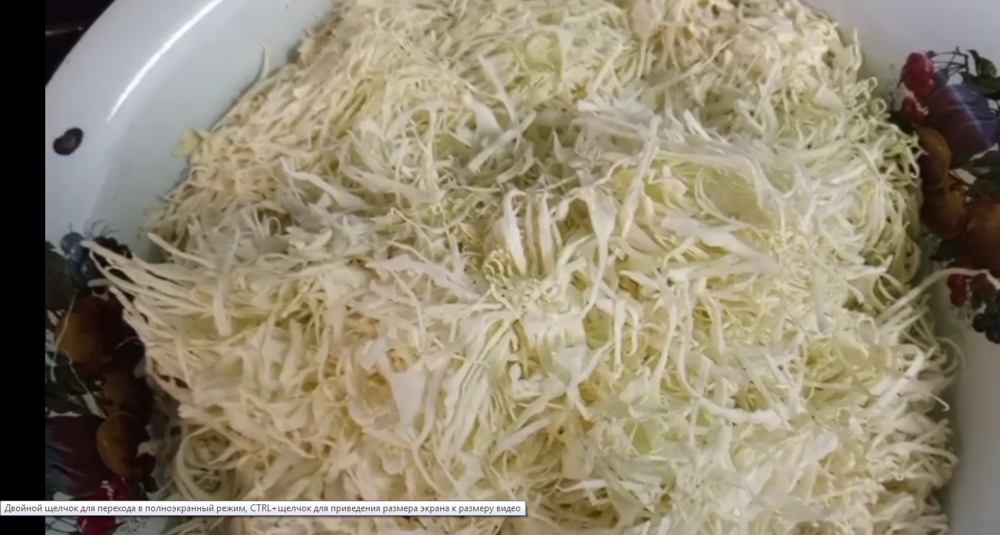 Двойной щелчок для перехода в полноэкранный режим, CTRL+щелчок для приведения размера экрана к размеру видео